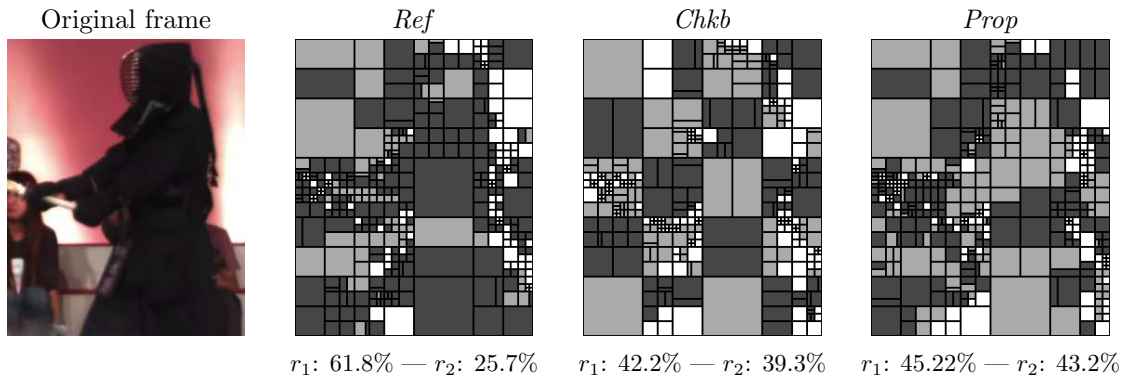 Original frame Ref Chkb Prop
r₁: 61.8% — r₂: 25.7% r₁: 42.2% — r₂: 39.3% r₁: 45.22% — r₂: 43.2%